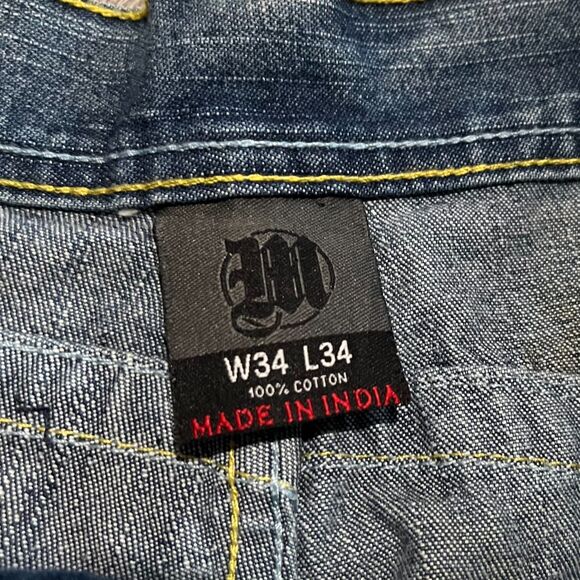 M
W34 L34
100% COTTON
MADE IN INDIA